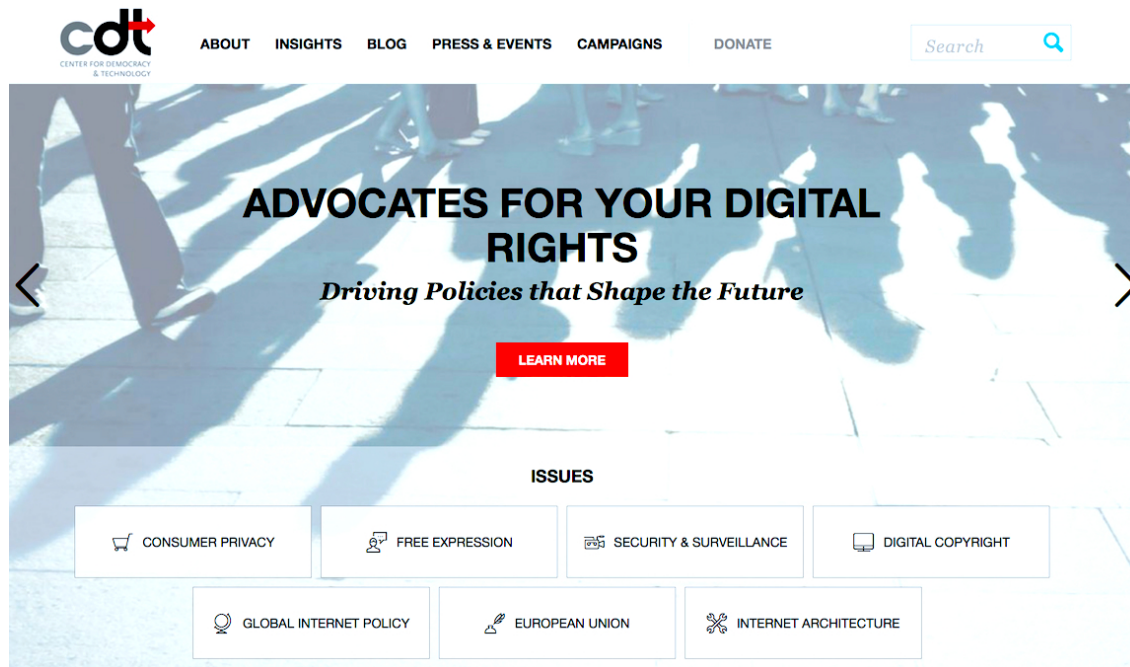 cdt
CENTER FOR DEMOCRACY
& TECHNOLOGY
ABOUT INSIGHTS BLOG PRESS & EVENTS CAMPAIGNS DONATE
Search
ADVOCATES FOR YOUR DIGITAL
RIGHTS
Driving Policies that Shape the Future
LEARN MORE
ISSUES
CONSUMER PRIVACY FREE EXPRESSION SECURITY & SURVEILLANCE DIGITAL COPYRIGHT
GLOBAL INTERNET POLICY EUROPEAN UNION INTERNET ARCHITECTURE